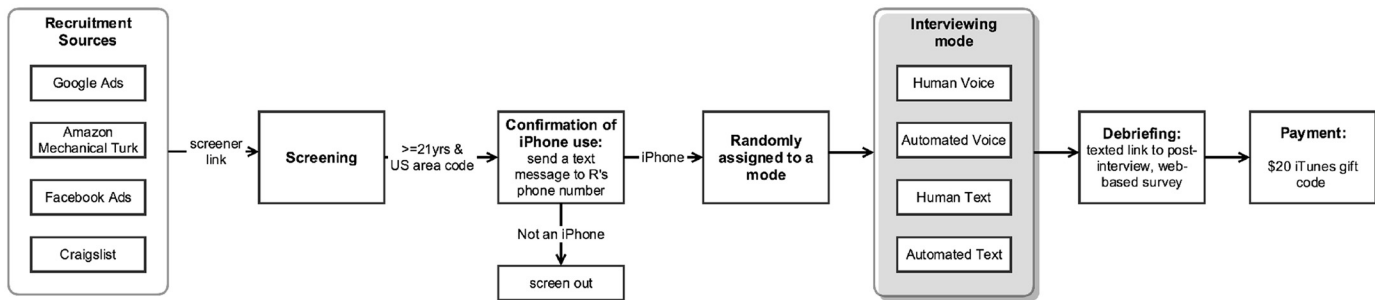 Recruitment
Sources
Google Ads
Amazon
Mechanical Turk
Facebook Ads
Craigslist
screener
link
Screening
>=21yrs &
US area code
Confirmation of
iPhone use:
send a text
message to R's
phone number
Not an iPhone
screen out
iPhone
Randomly
assigned to a
mode
Interviewing
mode
Human Voice
Automated Voice
Human Text
Automated Text
Debriefing:
texted link to post-
interview, web-
based survey
Payment:
$20 iTunes gift
code